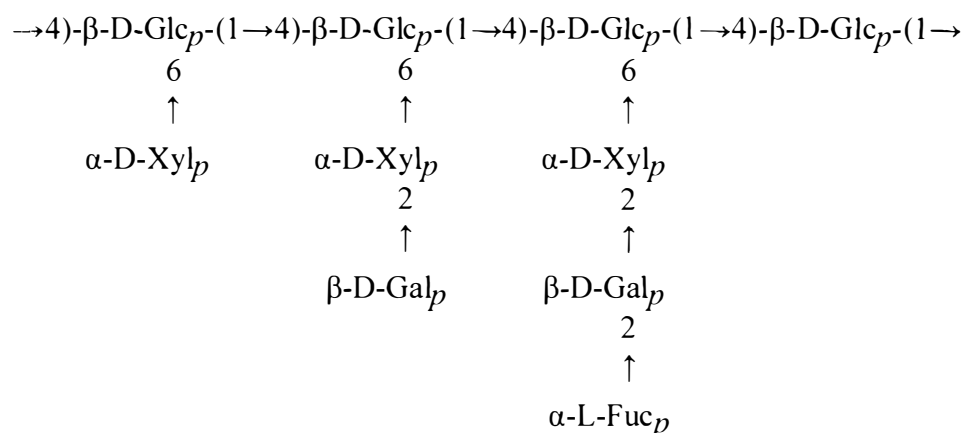 →4)-β-D-Glcp-(1→4)-β-D-Glcp-(1→4)-β-D-Glcp-(1→4)-β-D-Glcp-(1→
6 6 6
↑ ↑ ↑
α-D-Xylp α-D-Xylp α-D-Xylp
2 2
↑ ↑
β-D-Galp β-D-Galp
2
↑
α-L-Fucp